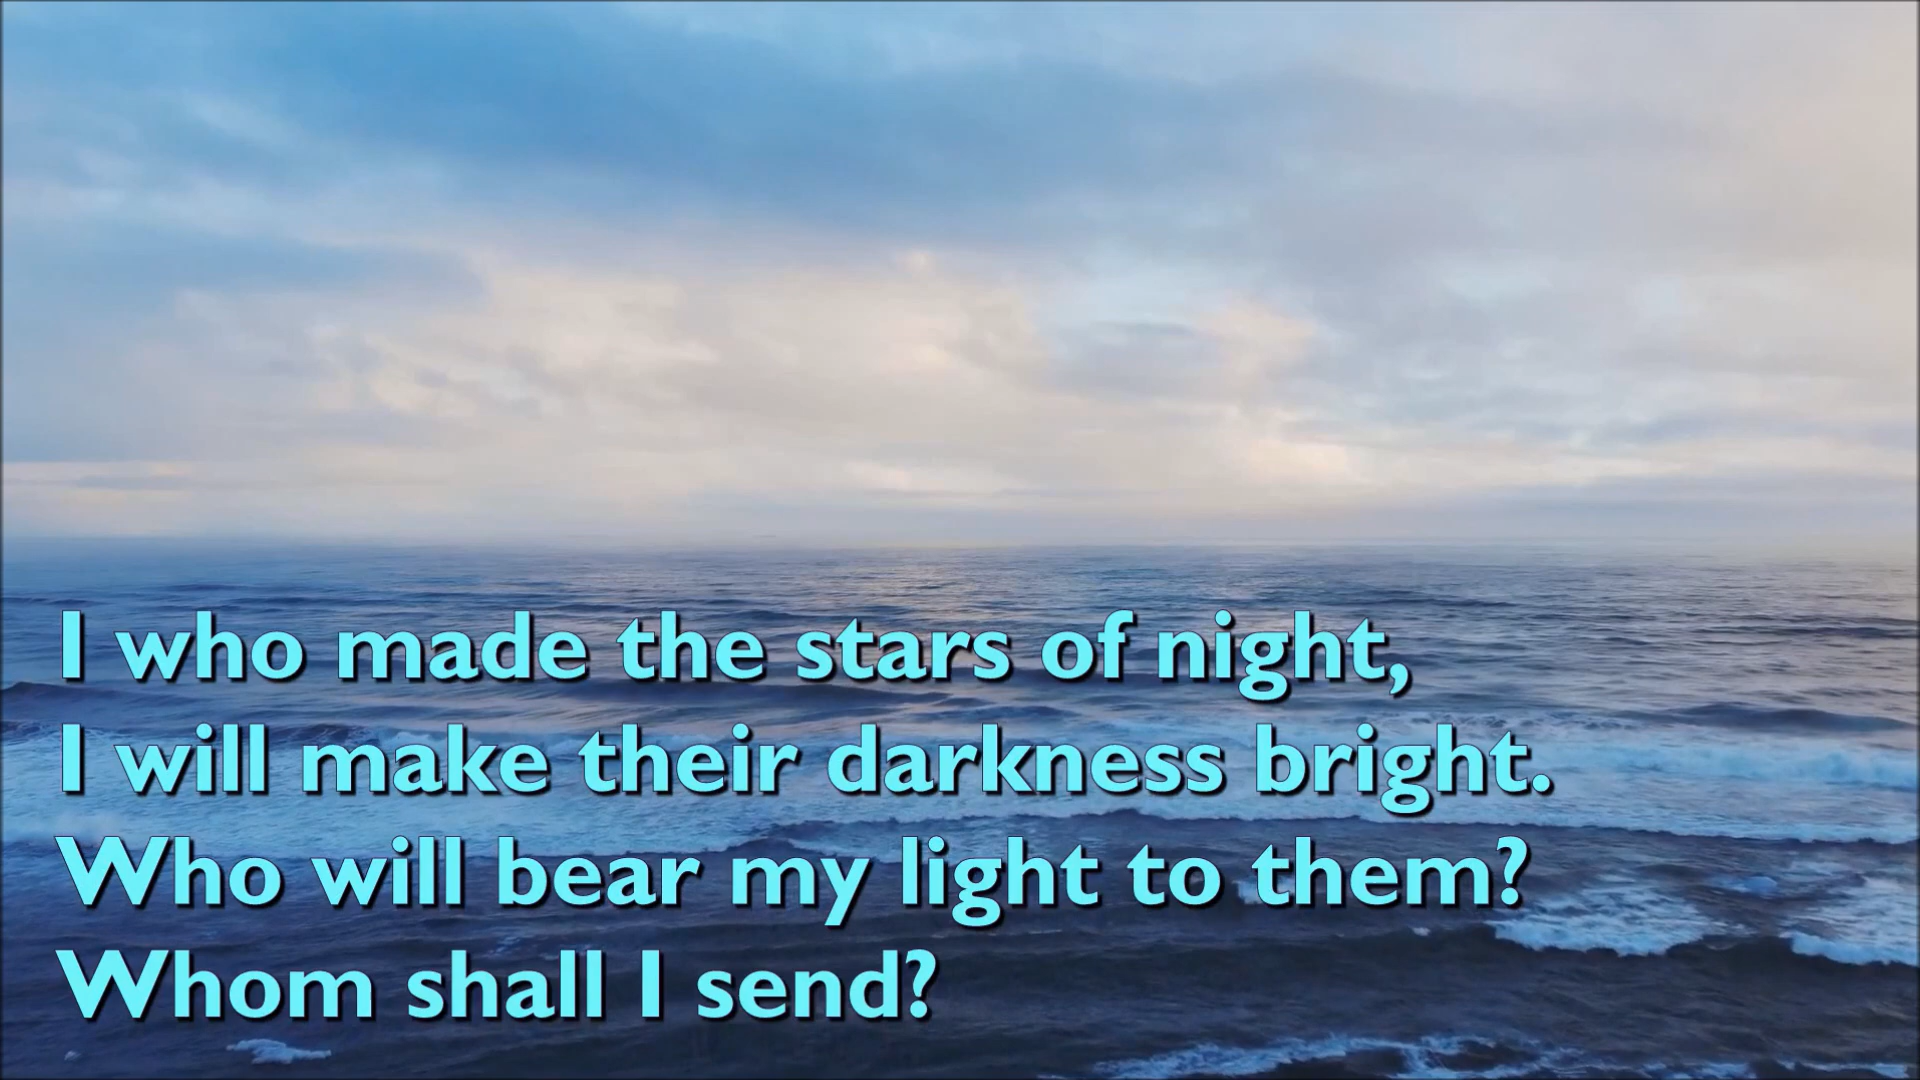 I who made the stars of night,
I will make their darkness bright.
Who will bear my light to them?
Whom shall I send?